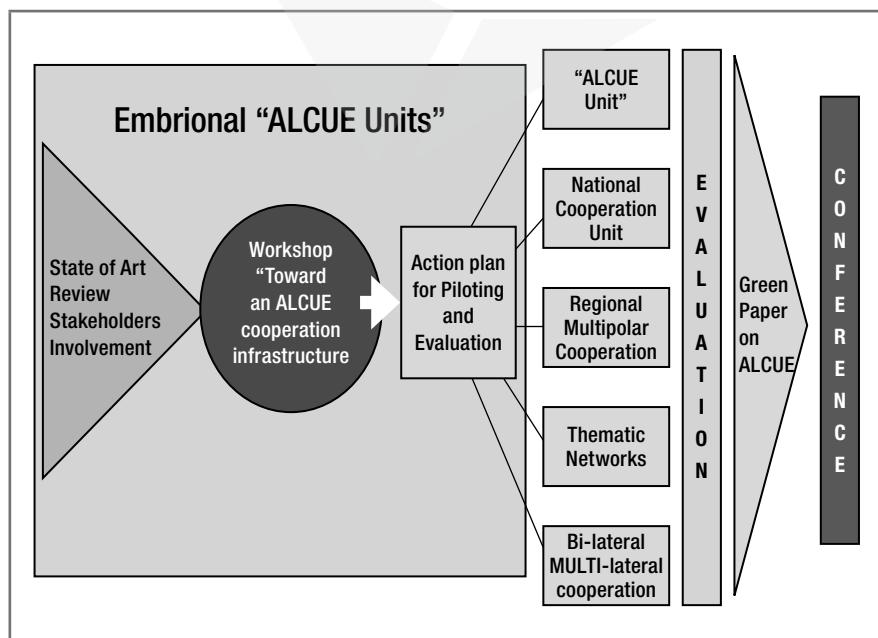 Embrional “ALCUE Units”
State of Art
Review
Stakeholders
Involvement
Workshop
“Toward
an ALCUE
cooperation
infrastructure
Action plan
for Piloting
and
Evaluation
“ALCUE
Unit”
National
Cooperation
Unit
Regional
Multipolar
Cooperation
Thematic
Networks
Bi-lateral
MULTI-lateral
cooperation
EVALUATION
Green
Paper
on
ALCUE
CONFERENCE